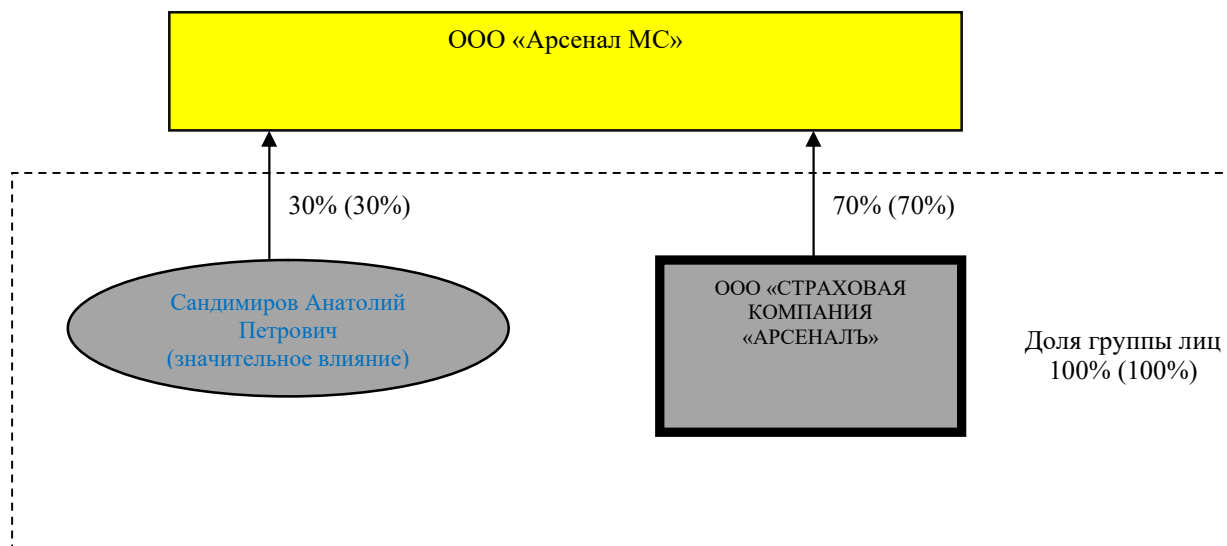 ООО «Арсенал МС»
30% (30%)
70% (70%)
Сандимиров Анатолий
Петрович
(значительное влияние)
ООО «СТРАХОВАЯ
КОМПАНИЯ
«АРСЕНАЛЪ»
Доля группы лиц
100% (100%)